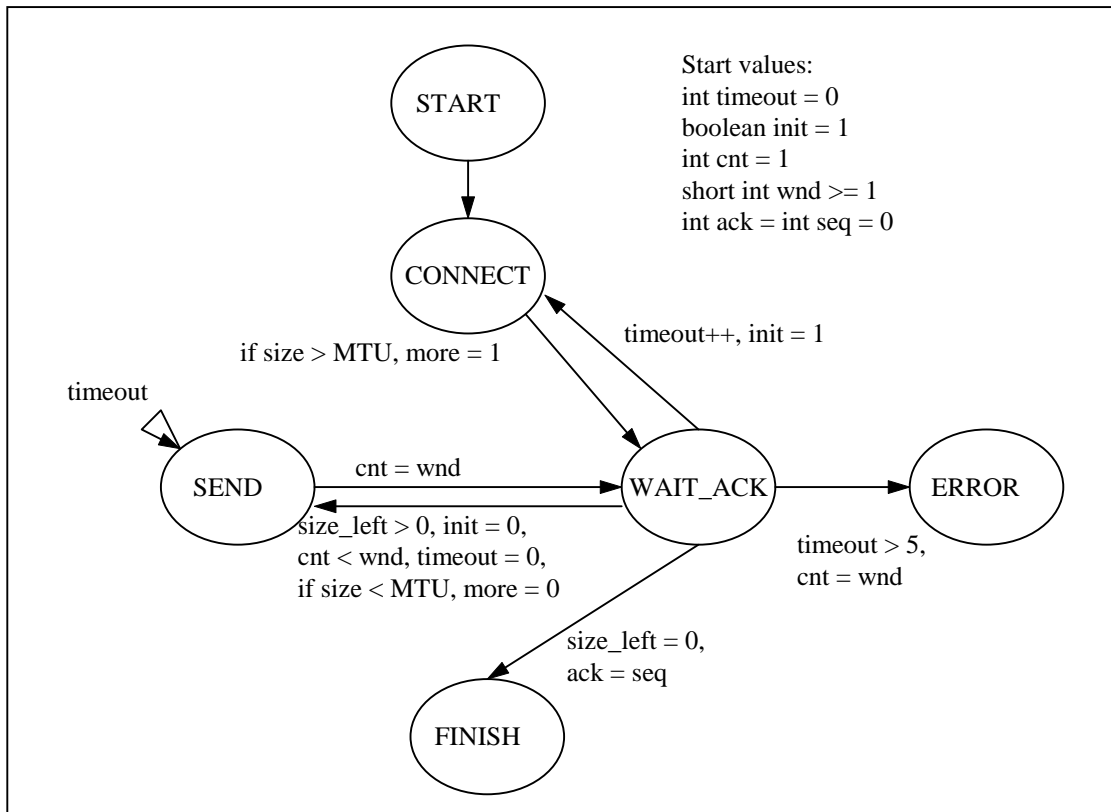 START
Start values:
int timeout = 0
boolean init = 1
int cnt = 1
short int wnd >= 1
int ack = int seq = 0
CONNECT
timeout++, init = 1
if size > MTU, more = 1
timeout
SEND
cnt = wnd
WAIT_ACK
ERROR
size_left > 0, init = 0,
cnt < wnd, timeout = 0,
if size < MTU, more = 0
timeout > 5,
cnt = wnd
size_left = 0,
ack = seq
FINISH